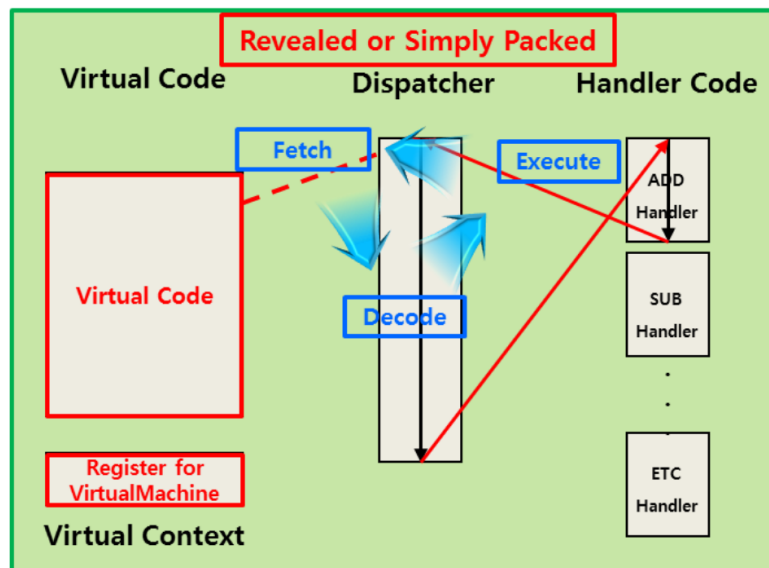 Revealed or Simply Packed
Virtual Code
Dispatcher
Handler Code
Fetch
Execute
ADD
Handler
Virtual Code
Decode
SUB
Handler
.
.
.
Register for
VirtualMachine
ETC
Handler
Virtual Context